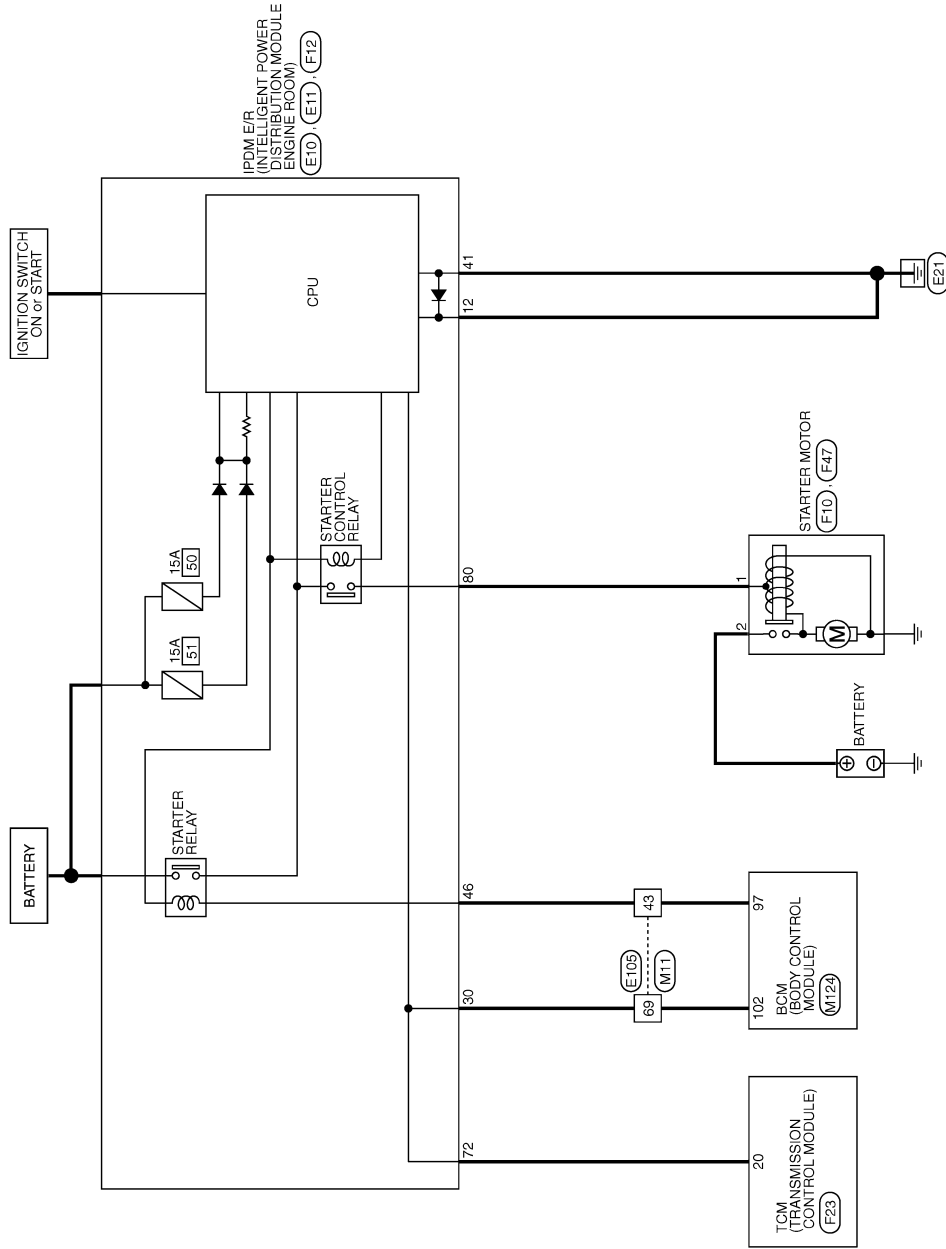 BATTERY
IGNITION SWITCH
ON or START
IPDM E/R
(INTELLIGENT POWER
DISTRIBUTION MODULE
ENGINE ROOM)
E10 , E11 , F12
STARTER
RELAY
15A
51
15A
50
STARTER
CONTROL
RELAY
CPU
72
30
46
80
12
41
E105
69
43
M11
20
TCM
(TRANSMISSION
CONTROL MODULE)
F23
102
97
BCM
(BODY CONTROL
MODULE)
M124
BATTERY
+
−
2
1
M
STARTER MOTOR
F10 , F47
E21